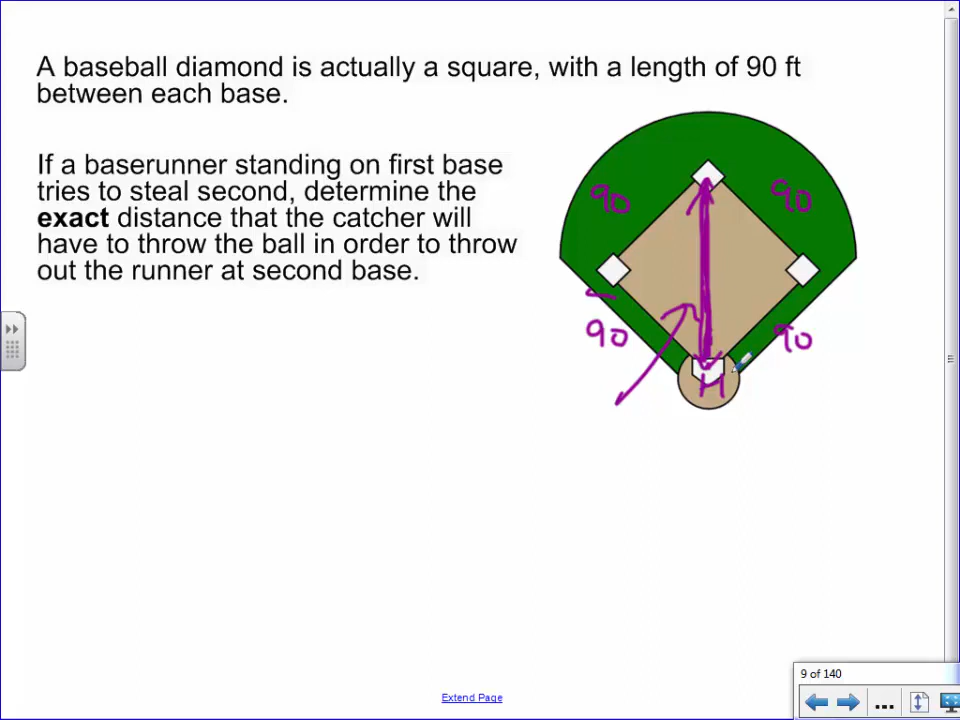 A baseball diamond is actually a square, with a length of 90 ft
between each base.
If a baserunner standing on first base
tries to steal second, determine the
exact distance that the catcher will
have to throw the ball in order to throw
out the runner at second base.
90
90
90
90
H
Extend Page
9 of 140
...